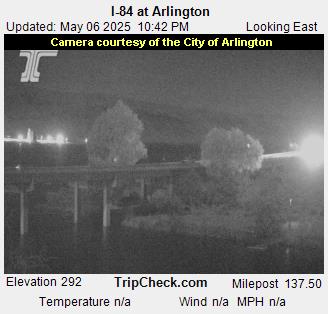 I-84 at Arlington
Updated: May 06 2025 10:42 PM Looking East
Camera courtesy of the City of Arlington
Elevation 292 TripCheck.com Milepost 137.50
Temperature n/a Wind n/a MPH n/a